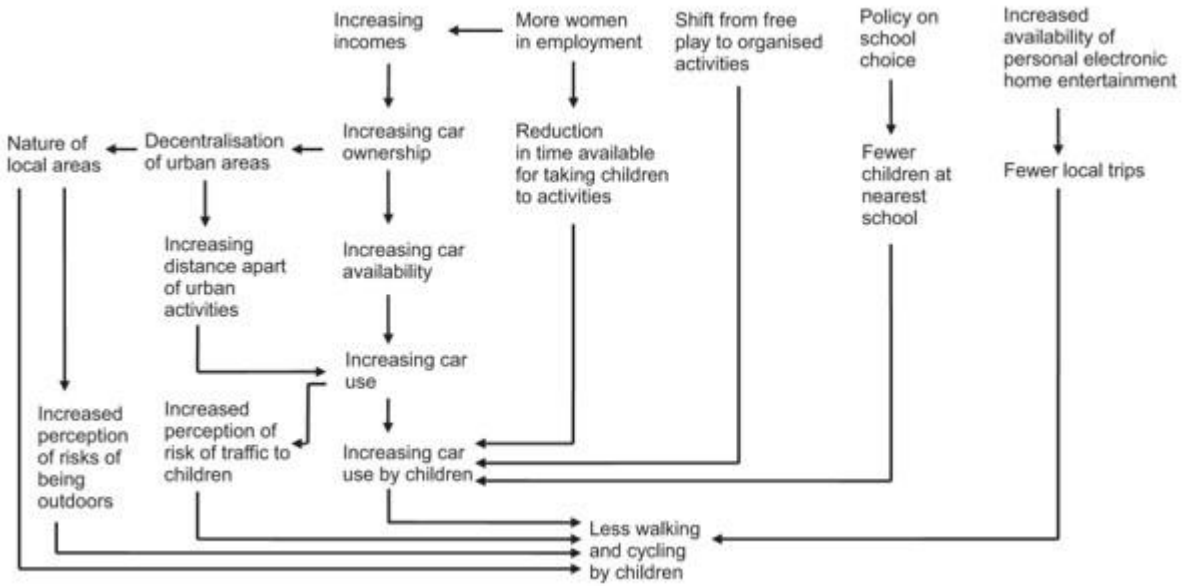 Increasing
incomes
More women
in employment
Shift from free
play to organised
activities
Policy on
school
choice
Increased
availability of
personal electronic
home entertainment
Nature of
local areas
Decentralisation
of urban areas
Increasing car
ownership
Reduction
in time available
for taking children
to activities
Fewer
children at
nearest
school
Fewer local trips
Increasing
distance apart
of urban
activities
Increasing car
availability
Increasing car
use
Increased
perception
of risks of
being
outdoors
Increased
perception of
risk of traffic to
children
Increasing car
use by children
Less walking
and cycling
by children